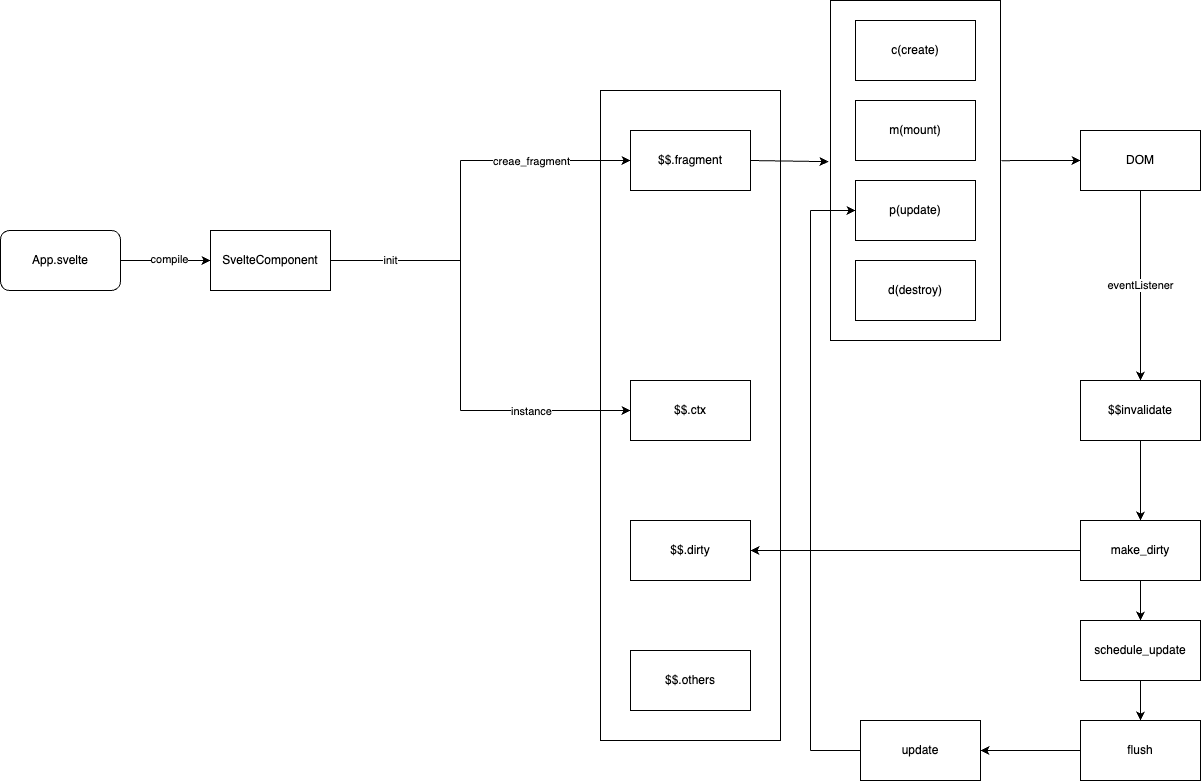 App.svelte
compile
SvelteComponent
init
creae_fragment
instance
$$.fragment
$$.ctx
$$.dirty
$$.others
c(create)
m(mount)
p(update)
d(destroy)
DOM
eventListener
$$invalidate
make_dirty
schedule_update
flush
update